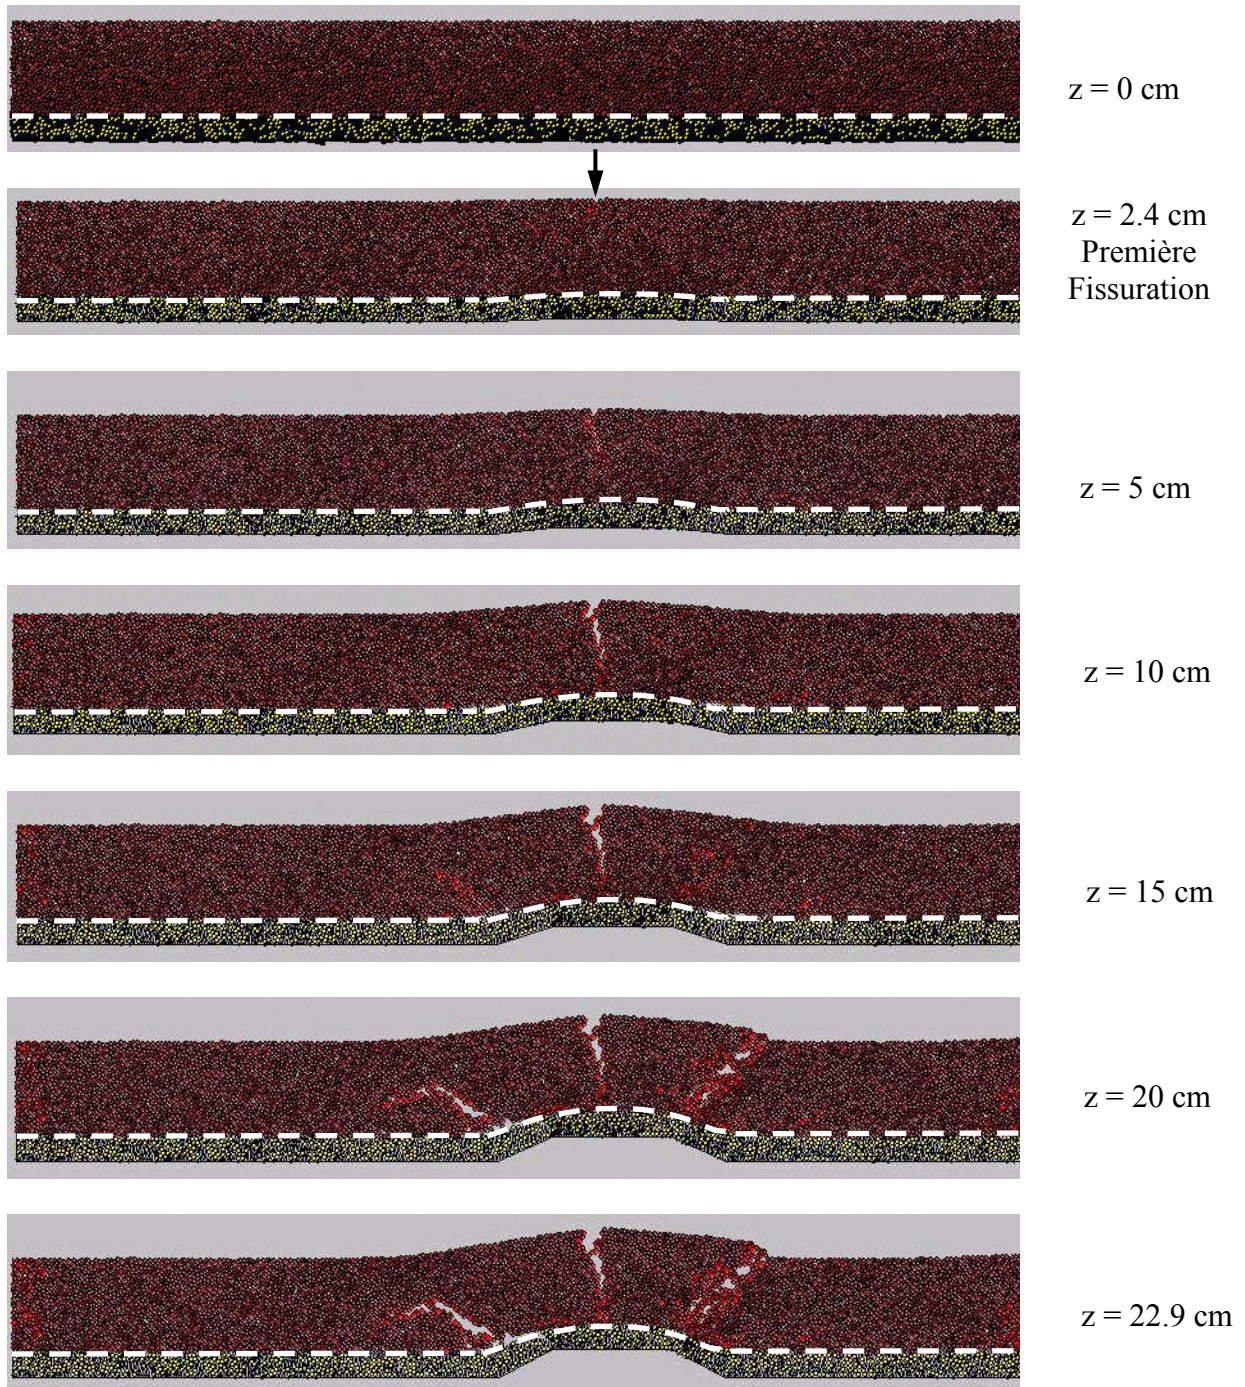 z = 0 cm
z = 2.4 cm
Première
Fissuration
z = 5 cm
z = 10 cm
z = 15 cm
z = 20 cm
z = 22.9 cm